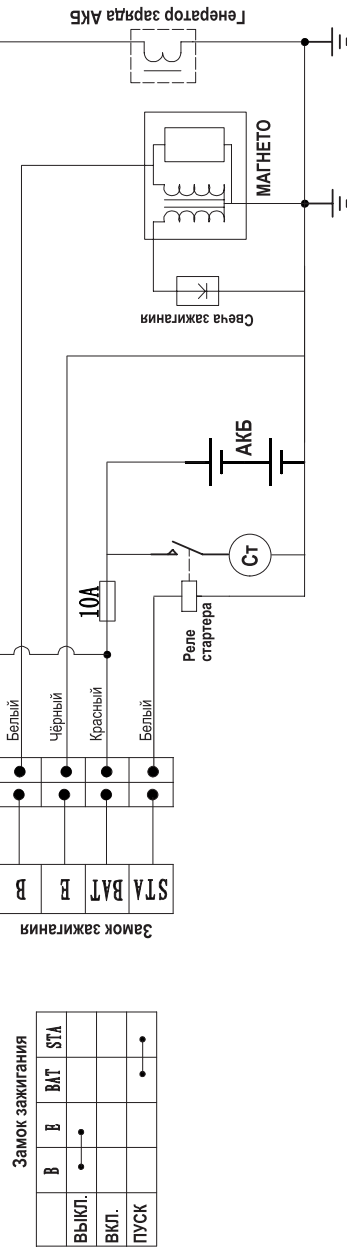 Генератор заряда АКБ
МАГНЕТО
Свеча зажигания
АКБ
Ст
10A
Реле
стартера
Белый
Чёрный
Красный
Белый
B
E
BAT
STA
Замок зажигания
Замок зажигания
B E BAT STA
ВЫКЛ.
ВКЛ.
ПУСК